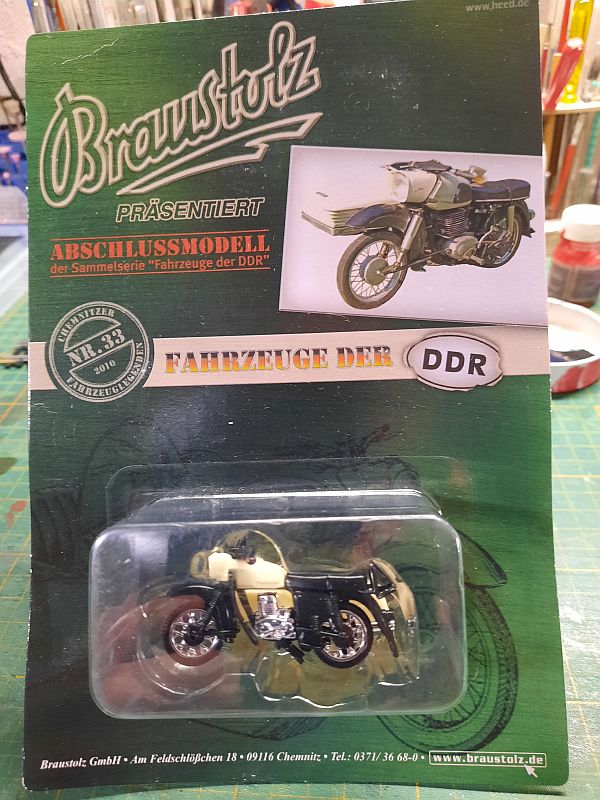 www.heed.de
Braustolz
PRÄSENTIERT
ABSCHLUSSMODELL
der Sammelserie "Fahrzeuge der DDR"
CHEMNITZER
NR. 33
2010
FAHRZEUGLEGENDEN
FAHRZEUGE DER DDR
Braustolz GmbH • Am Feldschlößchen 18 • 09116 Chemnitz • Tel.: 0371/ 36 68-0 • www.braustolz.de